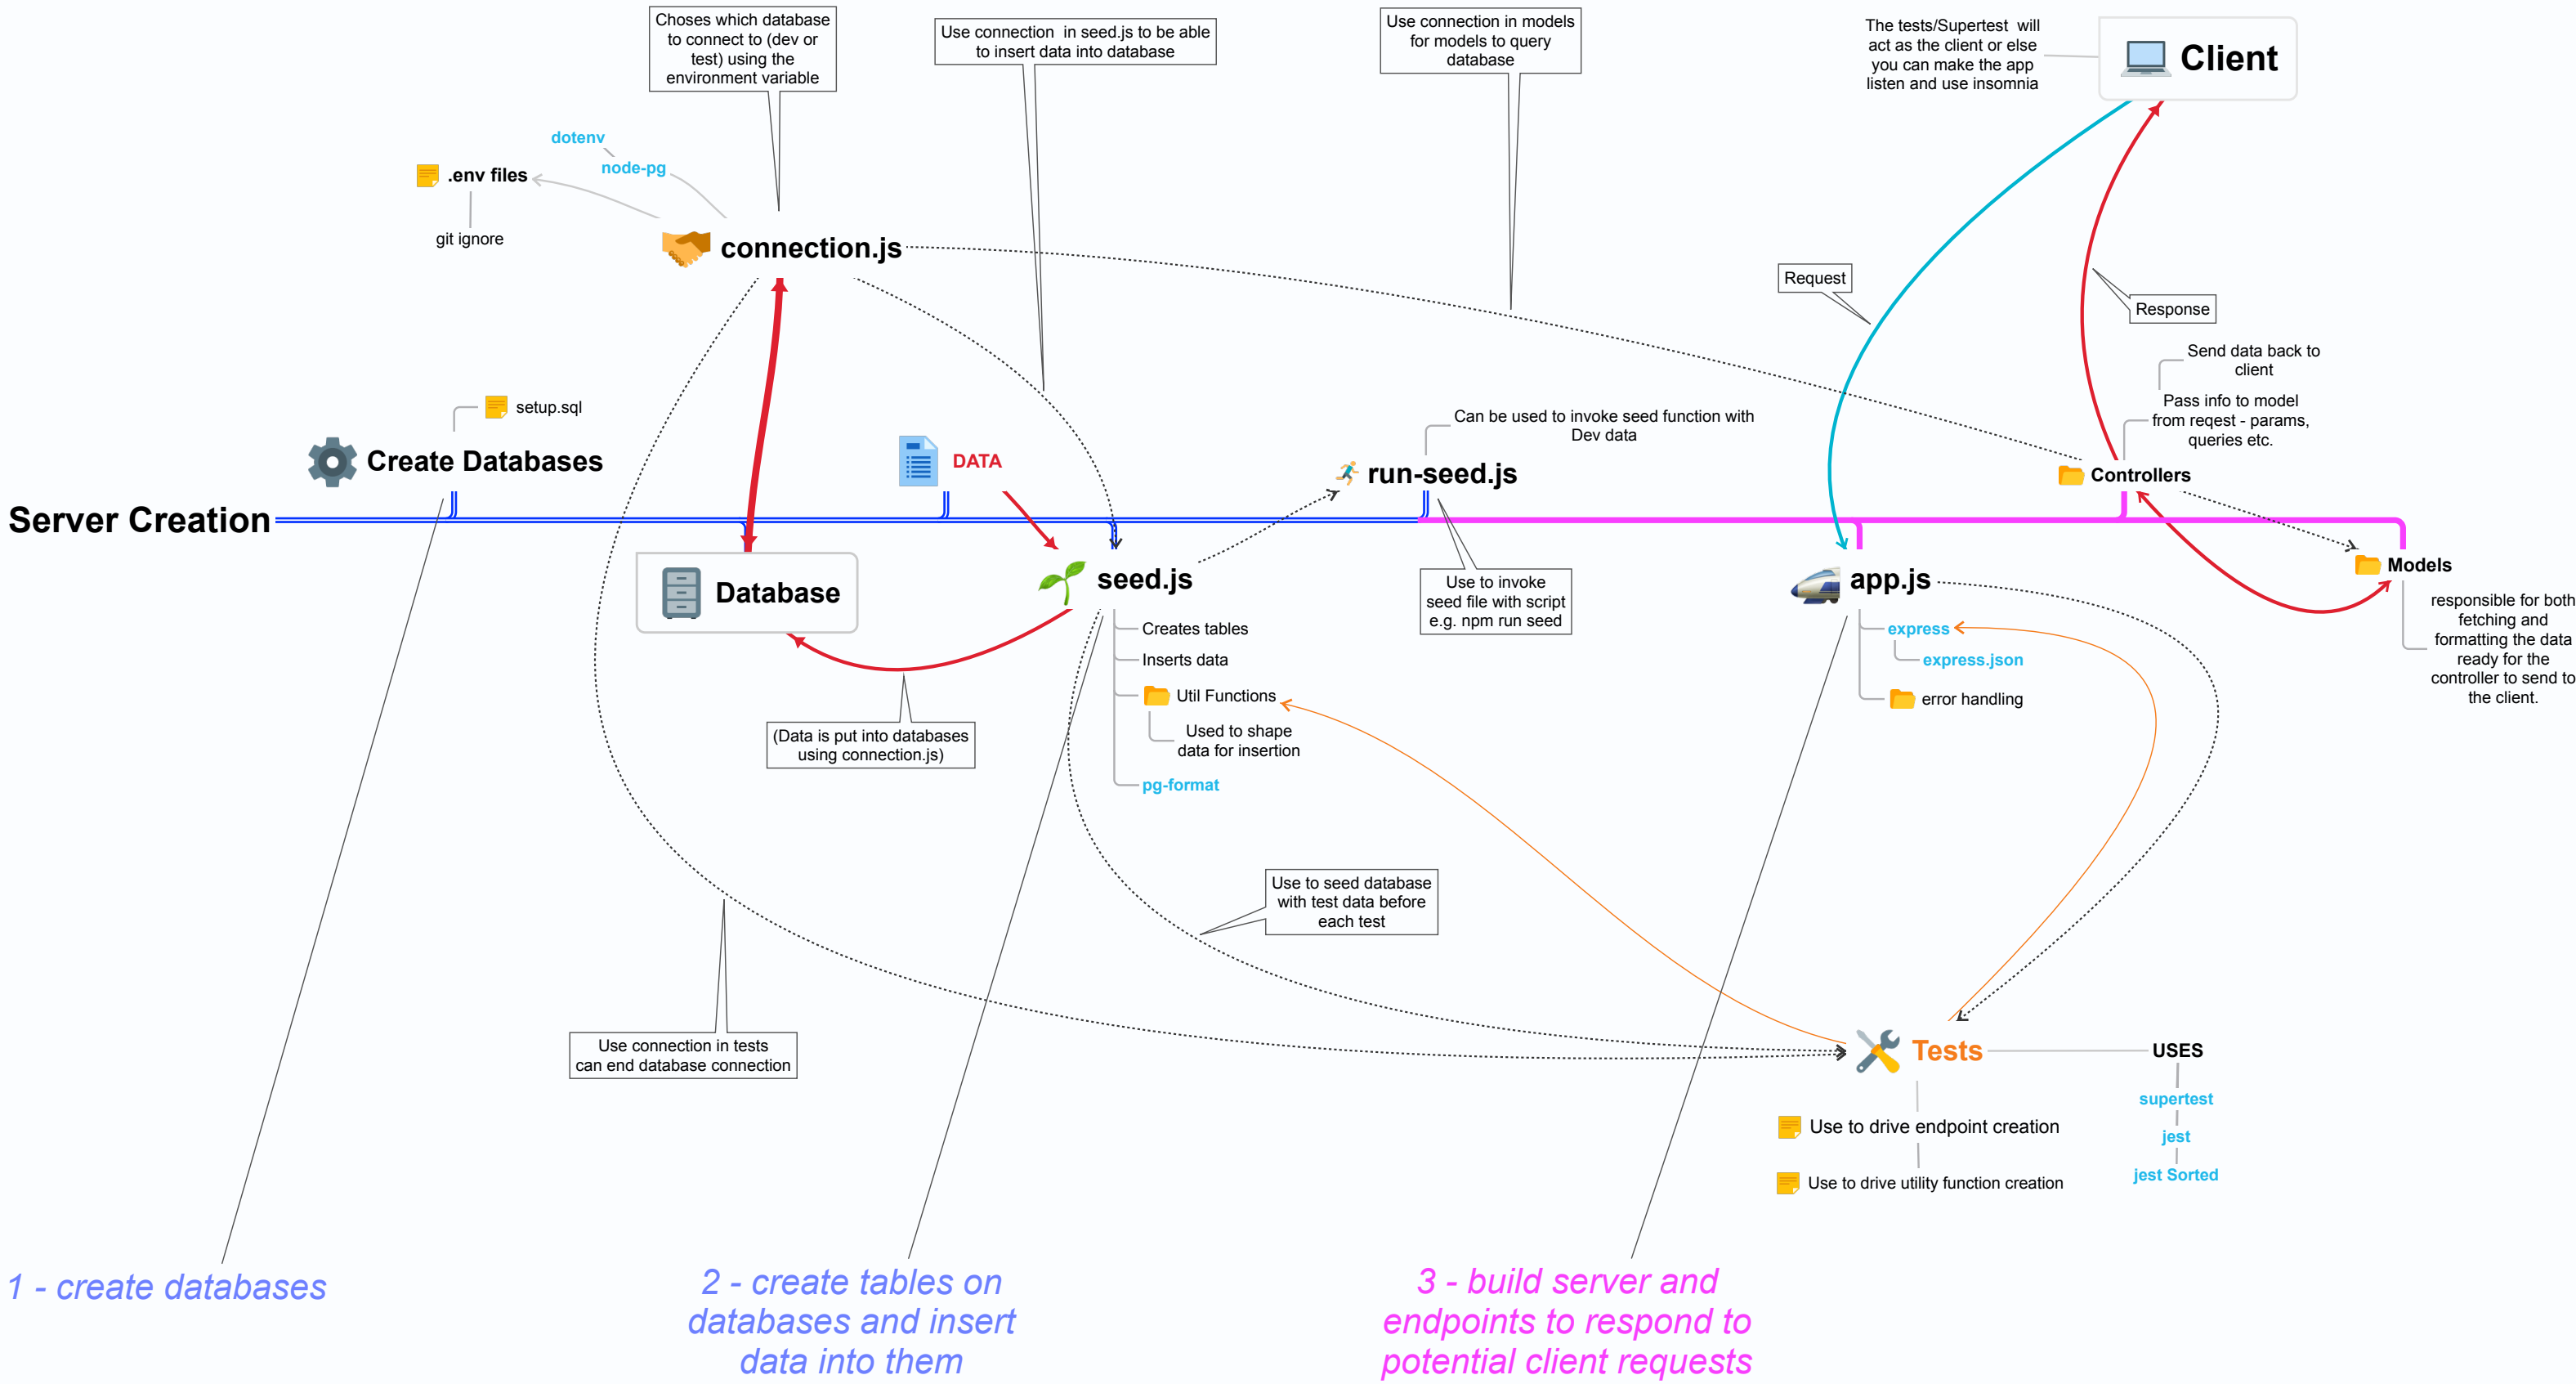 Choses which database
to connect to (dev or
test) using the
environment variable
Use connection  in seed.js to be able
to insert data into database
Use connection in models
for models to query
database
The tests/Supertest  will
act as the client or else
you can make the app
listen and use insomnia
Client
dotenv
node-pg
.env files
git ignore
connection.js
Request
Response
Send data back to
client
Pass info to model
from reqest - params,
queries etc.
Controllers
setup.sql
Create Databases
DATA
Can be used to invoke seed function with
Dev data
run-seed.js
Server Creation
Database
seed.js
Creates tables
Inserts data
Util Functions
Used to shape
data for insertion
pg-format
Use to invoke
seed file with script
e.g. npm run seed
app.js
express
express.json
error handling
Models
responsible for both
fetching and
formatting the data
ready for the
controller to send to
the client.
(Data is put into databases
using connection.js)
Use to seed database
with test data before
each test
Use connection in tests
can end database connection
Tests
USES
supertest
jest
jest Sorted
Use to drive endpoint creation
Use to drive utility function creation
1 - create databases
2 - create tables on
databases and insert
data into them
3 - build server and
endpoints to respond to
potential client requests